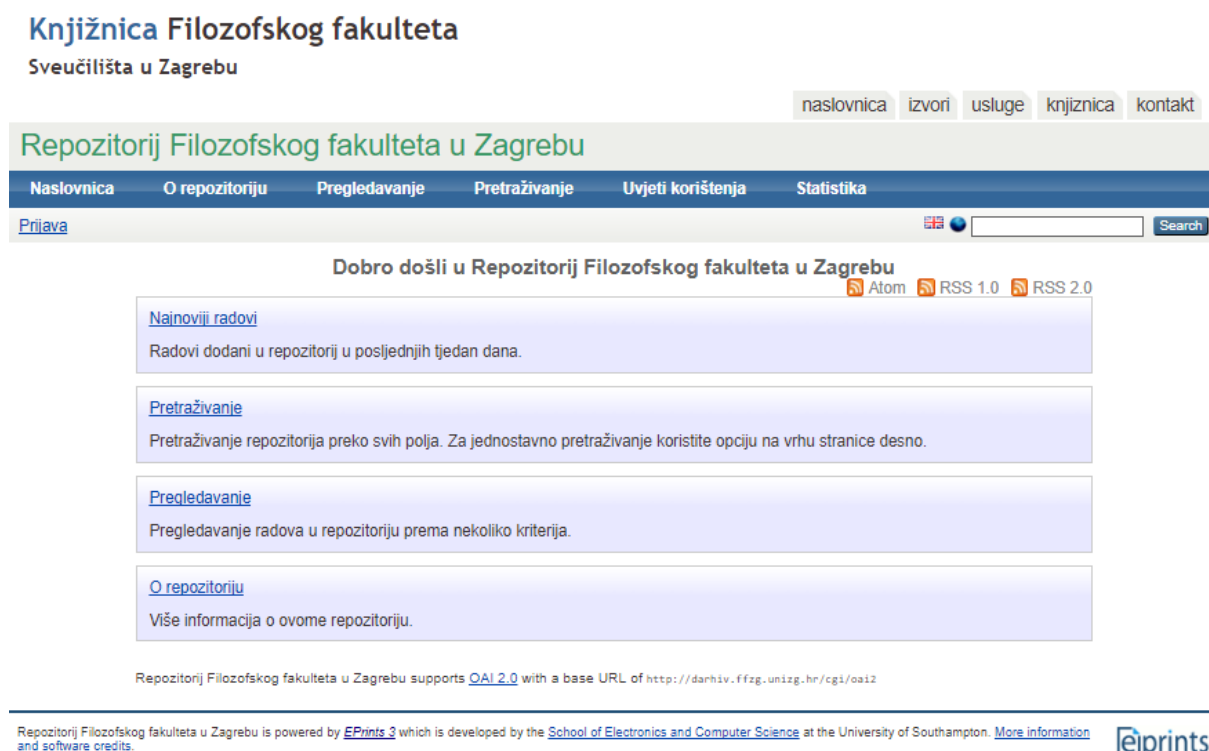 Knjižnica Filozofskog fakulteta
Sveučilišta u Zagrebu
naslovnica izvori usluge knjiznica kontakt
Repozitorij Filozofskog fakulteta u Zagrebu
Naslovnica O repozitoriju Pregledavanje Pretraživanje Uvjeti korištenja Statistika
Prijava Search
Dobro došli u Repozitorij Filozofskog fakulteta u Zagrebu
Atom RSS 1.0 RSS 2.0
Najnoviji radovi
Radovi dodani u repozitorij u posljednjih tjedan dana.
Pretraživanje
Pretraživanje repozitorija preko svih polja. Za jednostavno pretraživanje koristite opciju na vrhu stranice desno.
Pregledavanje
Pregledavanje radova u repozitoriju prema nekoliko kriterija.
O repozitoriju
Više informacija o ovome repozitoriju.
Repozitorij Filozofskog fakulteta u Zagrebu supports OAI 2.0 with a base URL of http://darhiv.ffzg.unizg.hr/cgi/oai2
Repozitorij Filozofskog fakulteta u Zagrebu is powered by EPrints 3 which is developed by the School of Electronics and Computer Science at the University of Southampton. More information
and software credits.
eprints